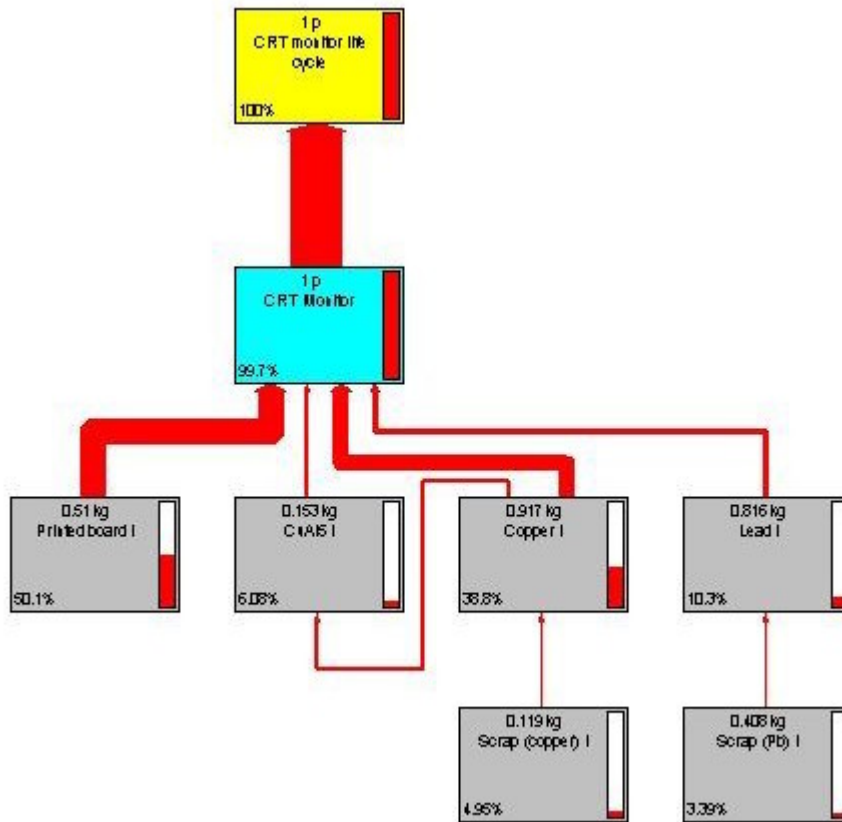 1 p
CRT monitor life
cycle
100%
1 p
CRT Monitor
99.7%
0.51 kg
Printed board I
50.1%
0.153 kg
CuAl5 I
6.08%
0.917 kg
Copper I
38.8%
0.816 kg
Lead I
10.3%
0.119 kg
Scrap (copper) I
4.95%
0.408 kg
Scrap (Pb) I
3.39%